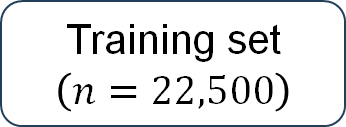 Training set
(n = 22,500)